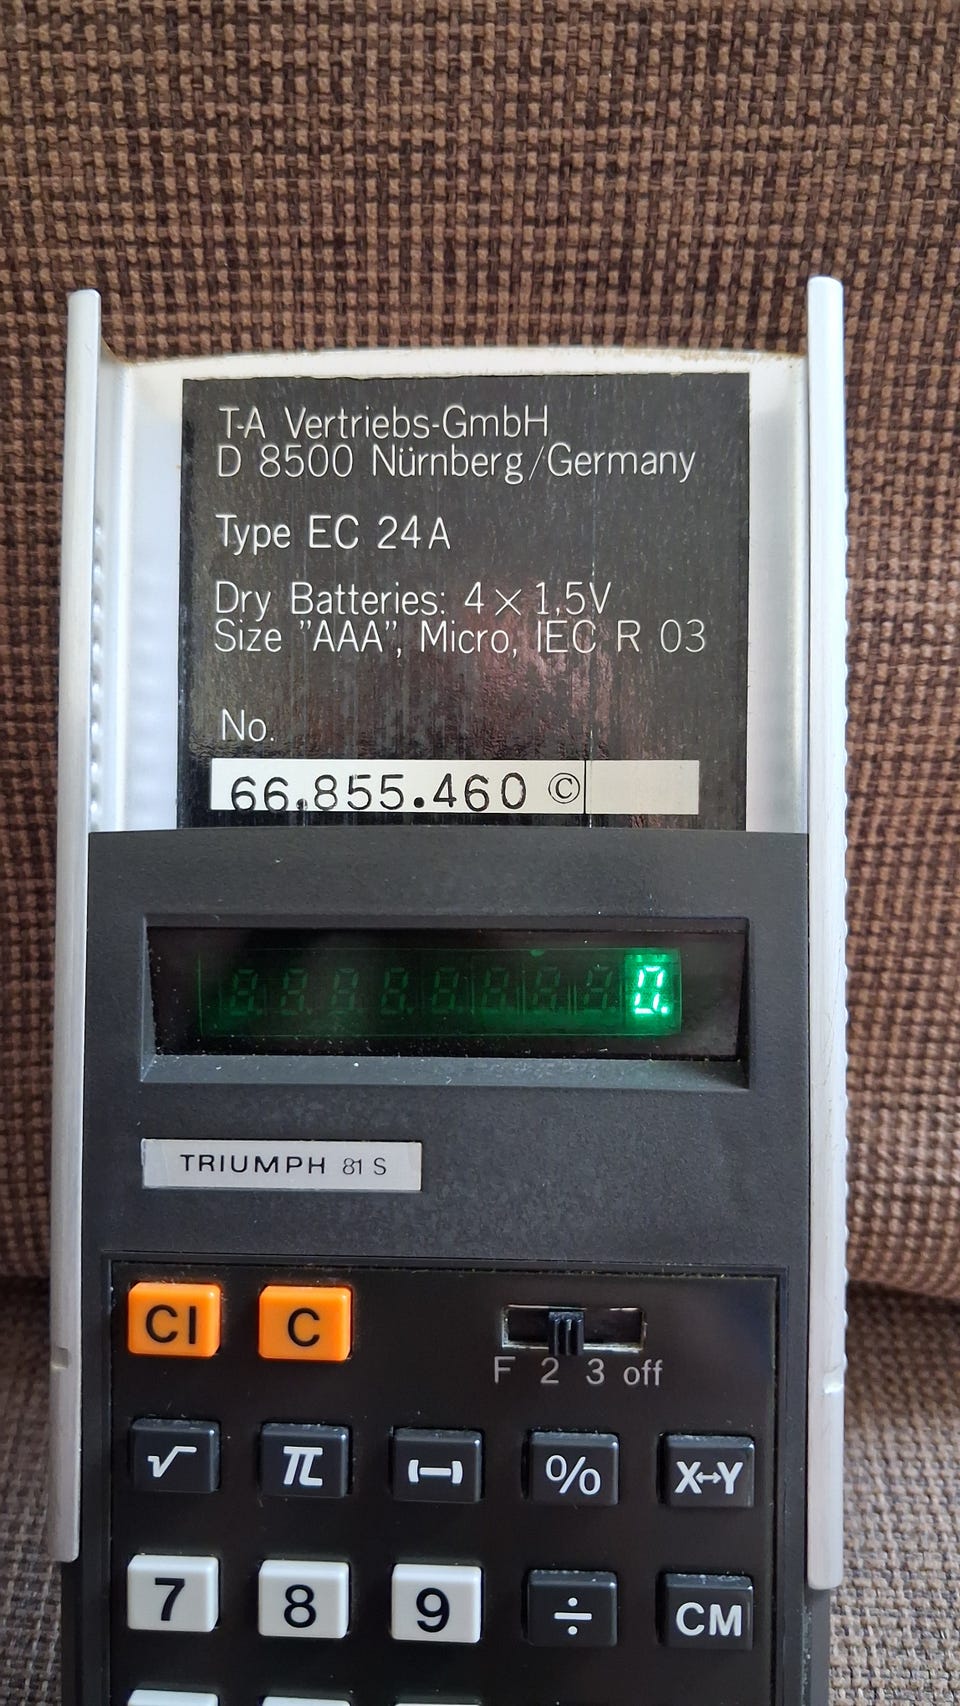 T-A Vertriebs-GmbH
D 8500 Nürnberg/Germany
Type EC 24A
Dry Batteries: 4 × 1,5V
Size "AAA", Micro, IEC R 03
No.
66.855.460 ©
0.
TRIUMPH 81 S
CI C
F 2 3 off
√ π (–) % X↔Y
7 8 9 ÷ CM